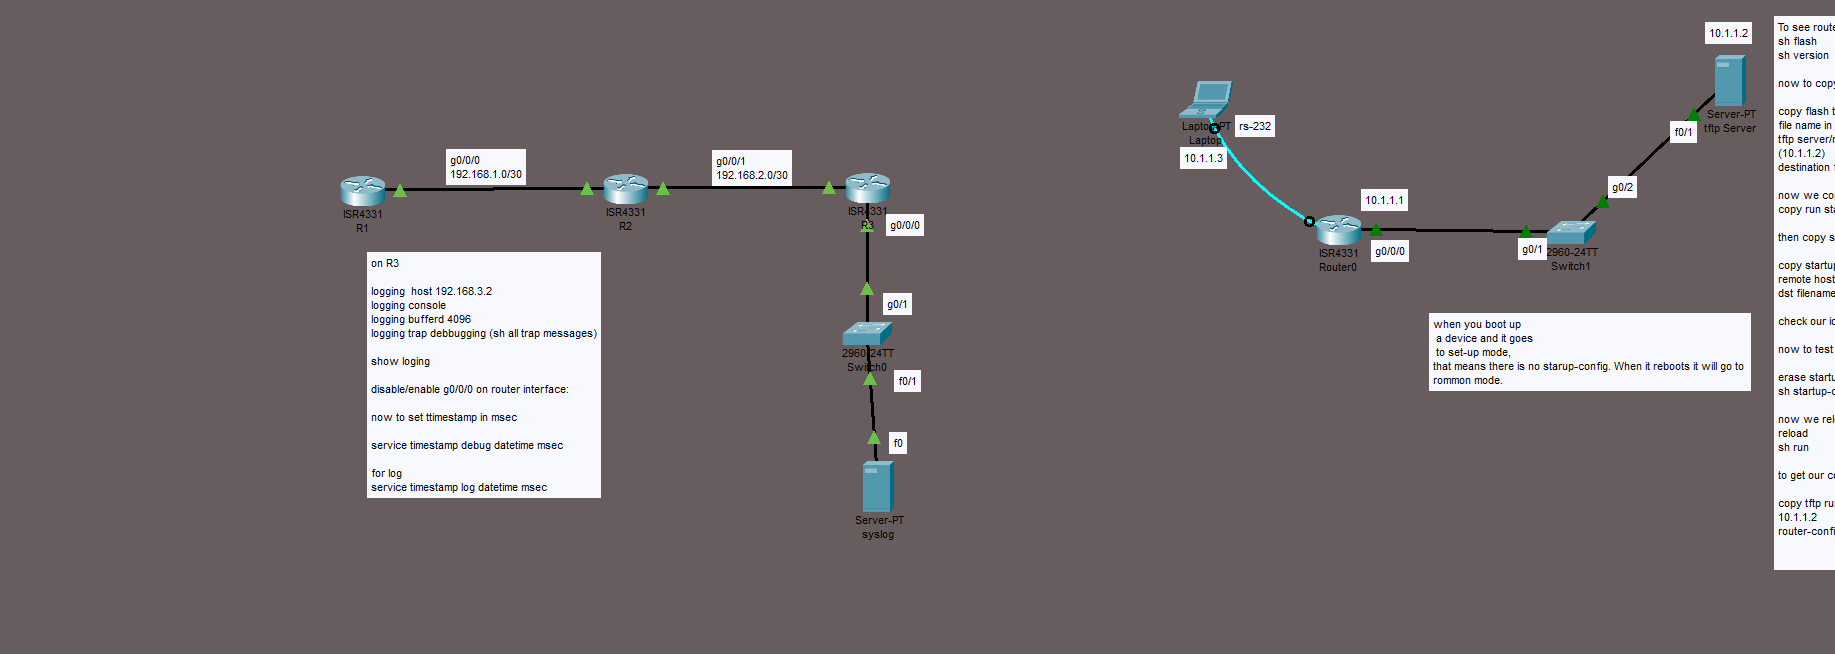 g0/0/0
192.168.1.0/30
ISR4331
R1
ISR4331
R2
g0/0/1
192.168.2.0/30
ISR4331
R3
g0/0/0
g0/1
2960-24TT
Switch0
f0/1
f0
Server-PT
syslog
on R3
logging  host 192.168.3.2
logging console
logging bufferd 4096
logging trap debbugging (sh all trap messages)
show loging
disable/enable g0/0/0 on router interface:
now to set ttimestamp in msec
service timestamp debug datetime msec
for log
service timestamp log datetime msec
Laptop-PT
Laptop
rs-232
10.1.1.3
10.1.1.1
ISR4331
Router0
g0/0/0
g0/1
2960-24TT
Switch1
g0/2
f0/1
10.1.1.2
Server-PT
tftp Server
when you boot up
a device and it goes
to set-up mode,
that means there is no starup-config. When it reboots it will go to
rommon mode.
To see route
sh flash
sh version
now to copy
copy flash t
file name in
tftp server/r
(10.1.1.2)
destination
now we cop
copy run sta
then copy s
copy startup
remote host
dst filename
check our io
now to test
erase startu
sh startup-c
now we rel
reload
sh run
to get our co
copy tftp ru
10.1.1.2
router-confi